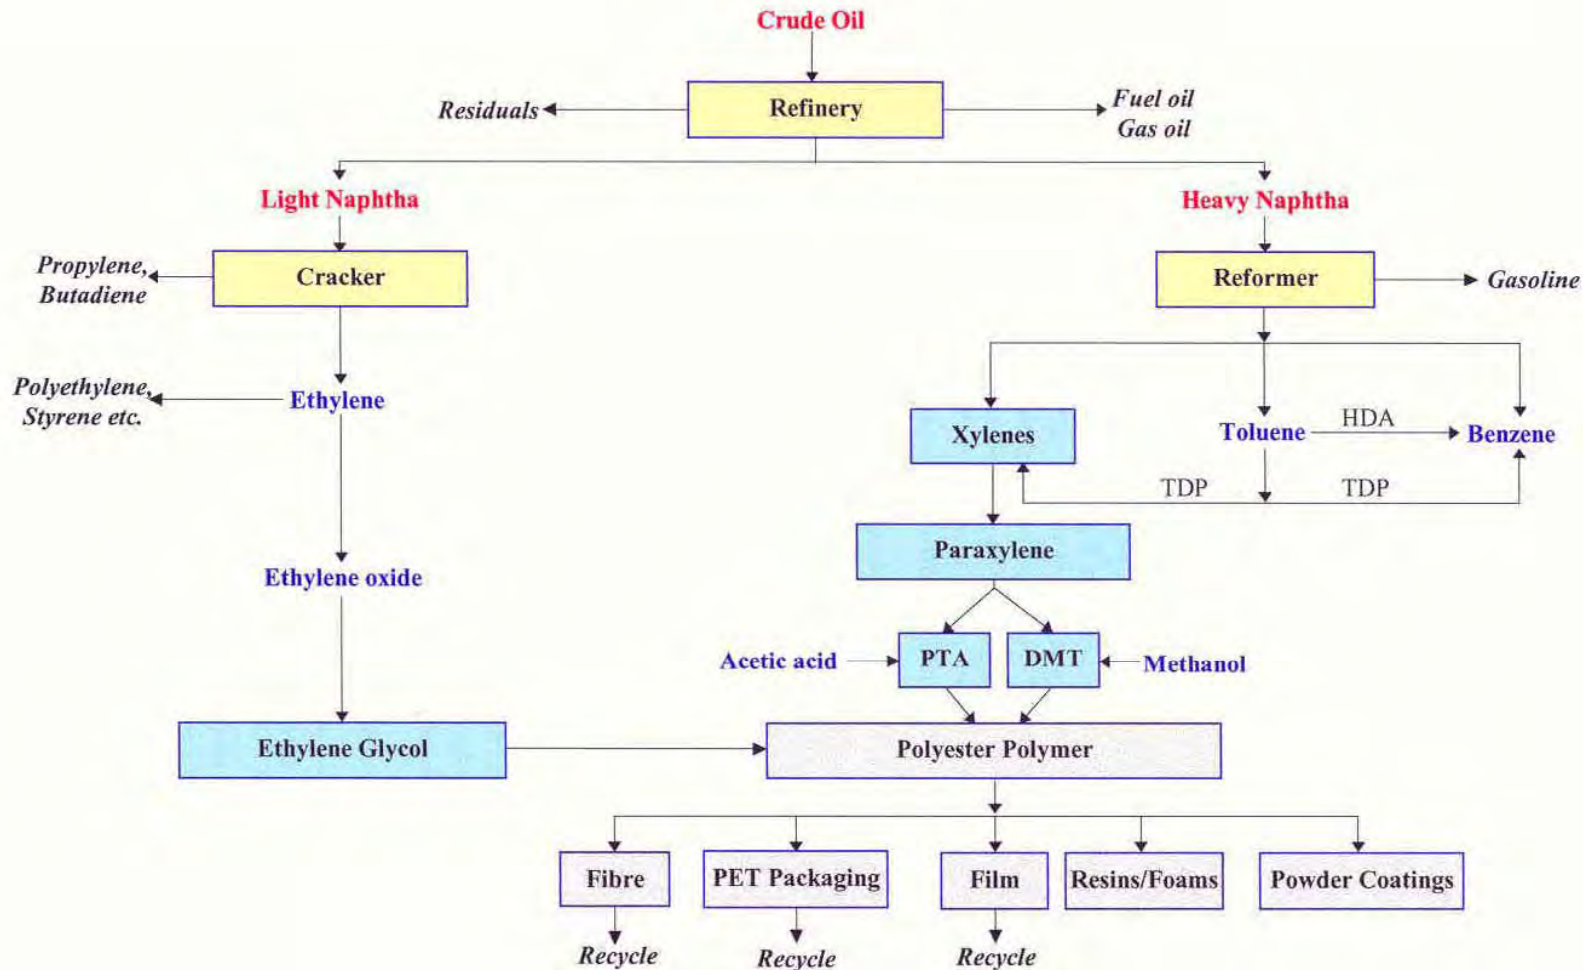 Crude Oil
Residuals
Refinery
Fuel oil
Gas oil
Light Naphtha
Heavy Naphtha
Propylene,
Butadiene
Cracker
Reformer
Gasoline
Polyethylene,
Styrene etc.
Ethylene
Xylenes
Toluene
HDA
Benzene
TDP
TDP
Paraxylene
Ethylene oxide
Acetic acid
PTA
DMT
Methanol
Ethylene Glycol
Polyester Polymer
Fibre
PET Packaging
Film
Resins/Foams
Powder Coatings
Recycle
Recycle
Recycle